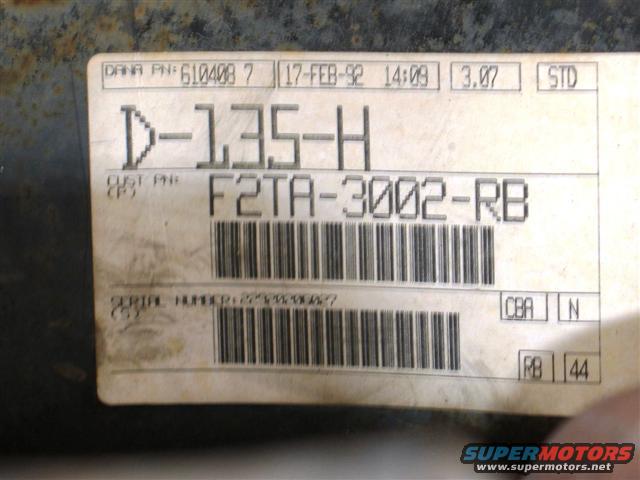 DANA PN: 610408 7 17-FEB-92 14:09 3.07 STD
D-135-H
CUST PN: F2TA-3002-RB
(P)
SERIAL NUMBER:
(S)
CBA N
RB 44
SUPERMOTORS
www.supermotors.net